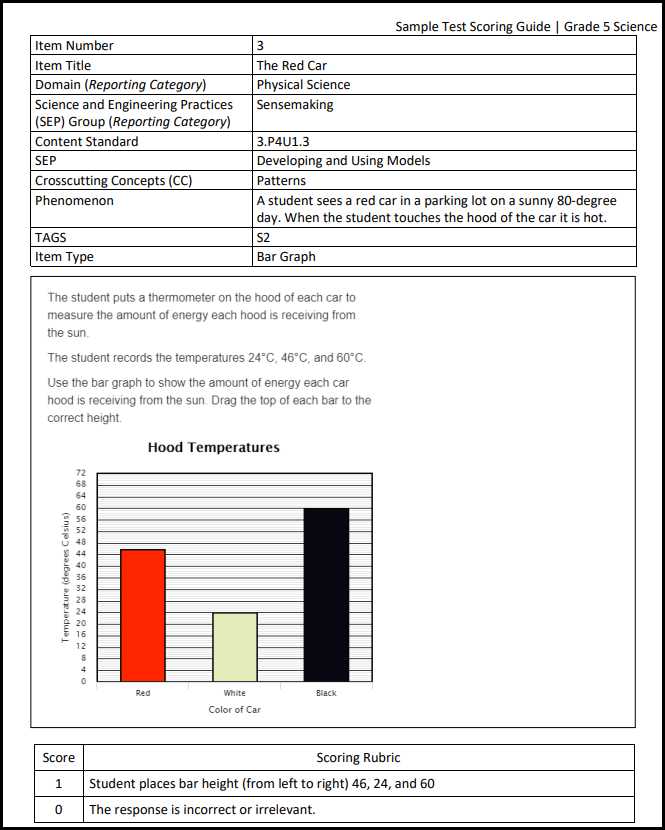 Sample Test Scoring Guide | Grade 5 Science
Item Number 3
Item Title The Red Car
Domain (Reporting Category) Physical Science
Science and Engineering Practices Sensemaking
(SEP) Group (Reporting Category)
Content Standard 3.P4U1.3
SEP Developing and Using Models
Crosscutting Concepts (CC) Patterns
Phenomenon A student sees a red car in a parking lot on a sunny 80-degree
day. When the student touches the hood of the car it is hot.
TAGS S2
Item Type Bar Graph
The student puts a thermometer on the hood of each car to
measure the amount of energy each hood is receiving from
the sun.
The student records the temperatures 24°C, 46°C, and 60°C.
Use the bar graph to show the amount of energy each car
hood is receiving from the sun. Drag the top of each bar to the
correct height.
Hood Temperatures
Temperature (degrees Celsius)
72
68
64
60
56
52
48
44
40
36
32
28
24
20
16
12
8
4
0
Red White Black
Color of Car
Score Scoring Rubric
1 Student places bar height (from left to right) 46, 24, and 60
0 The response is incorrect or irrelevant.